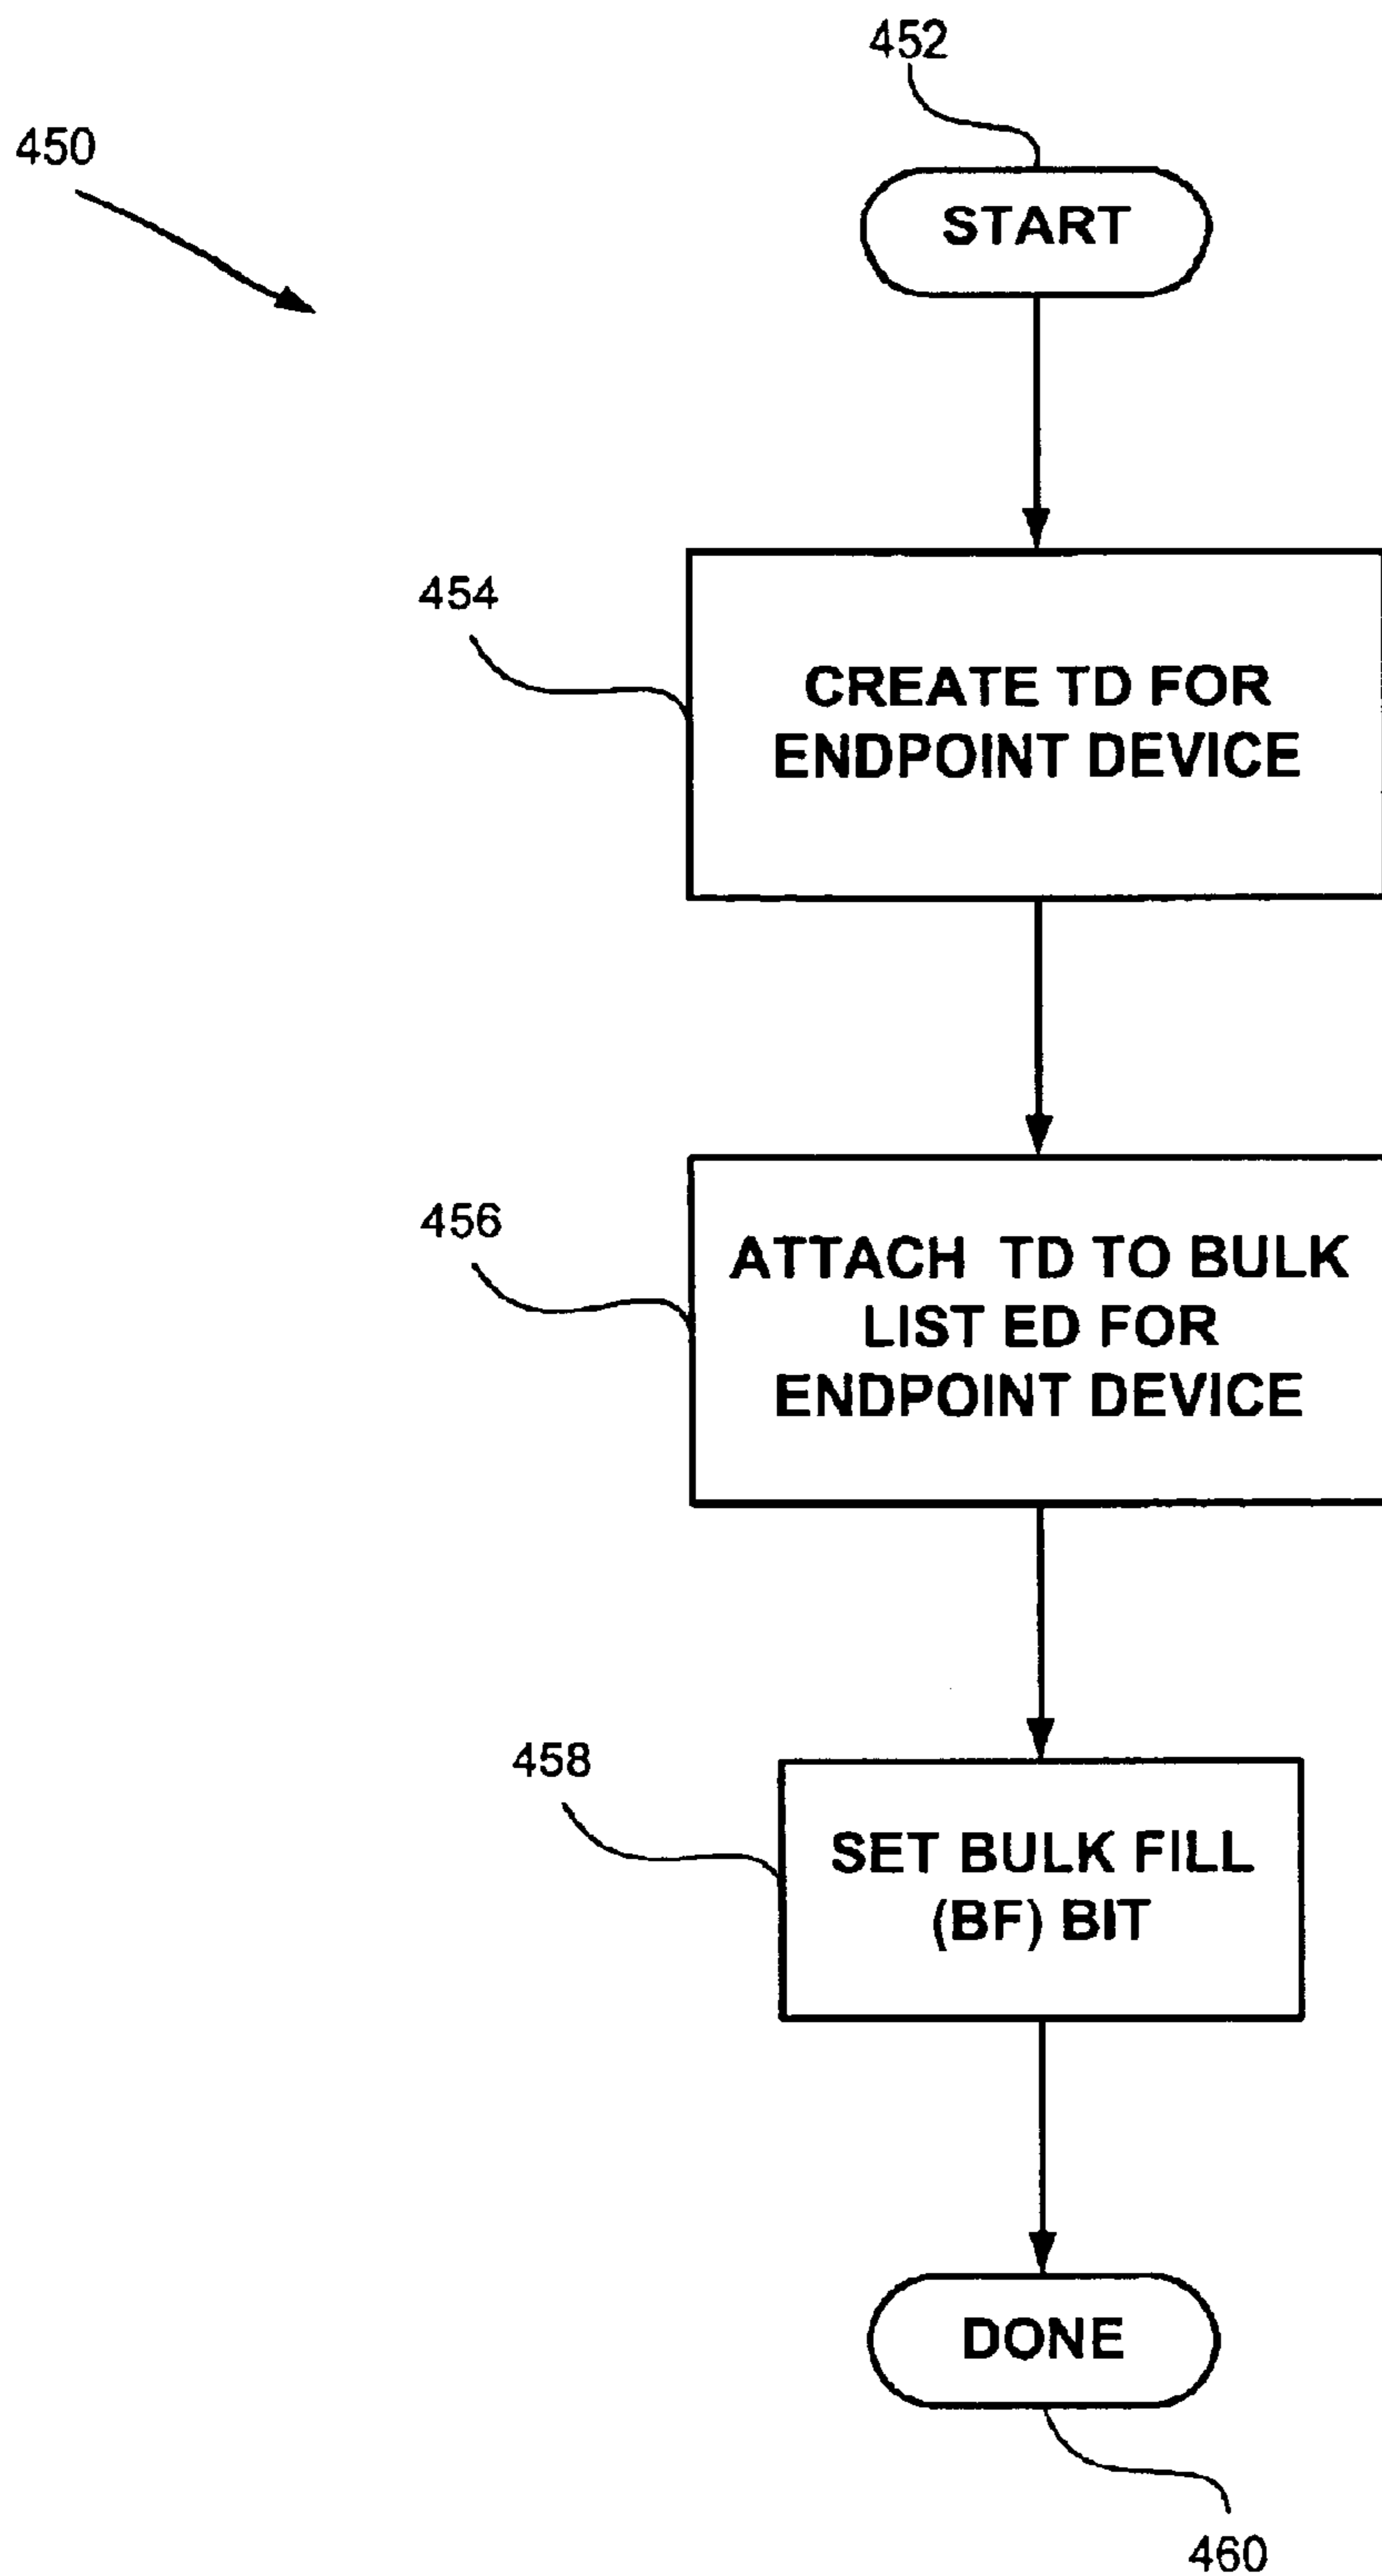 452
450
START
454
CREATE TD FOR
ENDPOINT DEVICE
456
ATTACH TD TO BULK
LIST ED FOR
ENDPOINT DEVICE
458
SET BULK FILL
(BF) BIT
DONE
460